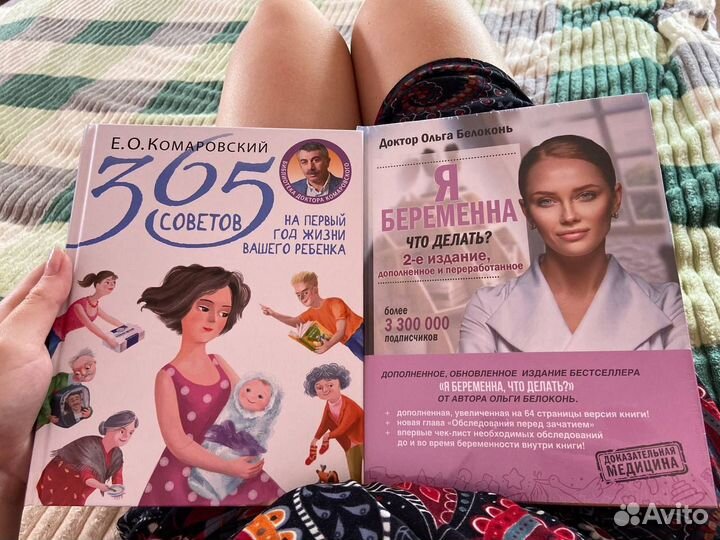 Е.О. Комаровский
365
СОВЕТОВ
НА ПЕРВЫЙ
ГОД ЖИЗНИ
ВАШЕГО РЕБЕНКА
БИБЛИОТЕКА ДОКТОРА КОМАРОВСКОГО
Доктор Ольга Белоконь
Я
БЕРЕМЕННА
ЧТО ДЕЛАТЬ?
2-е издание,
дополненное и переработанное
более
3 300 000
подписчиков
ДОПОЛНЕННОЕ, ОБНОВЛЕННОЕ ИЗДАНИЕ БЕСТСЕЛЛЕРА
«Я БЕРЕМЕННА, ЧТО ДЕЛАТЬ?»
ОТ АВТОРА ОЛЬГИ БЕЛОКОНЬ.
+ дополненная, увеличенная на 64 страницы версия книги!
+ новая глава «Обследования перед зачатием»
+ впервые чек-лист необходимых обследований
до и во время беременности внутри книги!
ДОКАЗАТЕЛЬНАЯ
МЕДИЦИНА
Avito